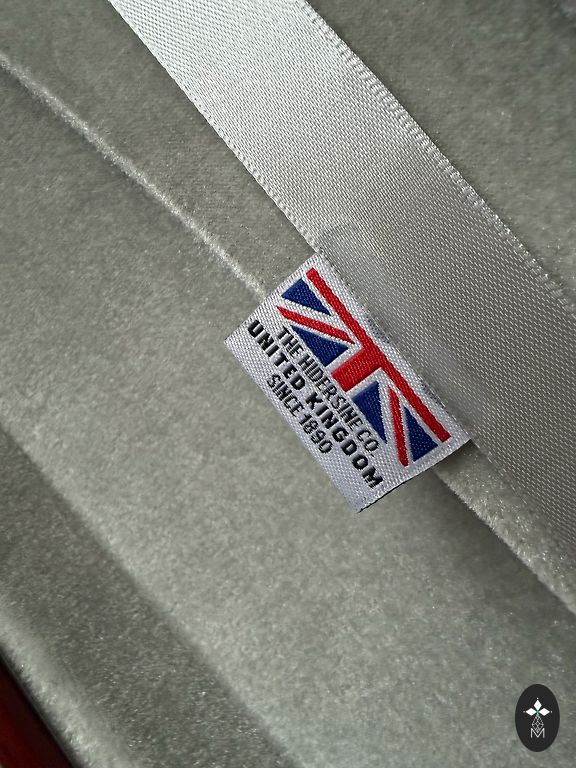 THE HIDERSINE CO.
UNITED KINGDOM
SINCE 1890
M